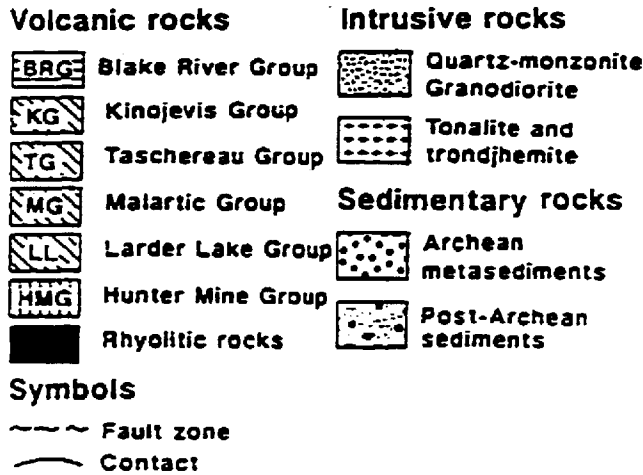 Volcanic rocks
BRG Blake River Group
KG Kinojevis Group
TG Taschereau Group
MG Malartic Group
LL Larder Lake Group
HMG Hunter Mine Group
Rhyolitic rocks
Symbols
Fault zone
Contact
Intrusive rocks
Quartz-monzonite
Granodiorite
Tonalite and
trondjhemite
Sedimentary rocks
Archean
metasediments
Post-Archean
sediments